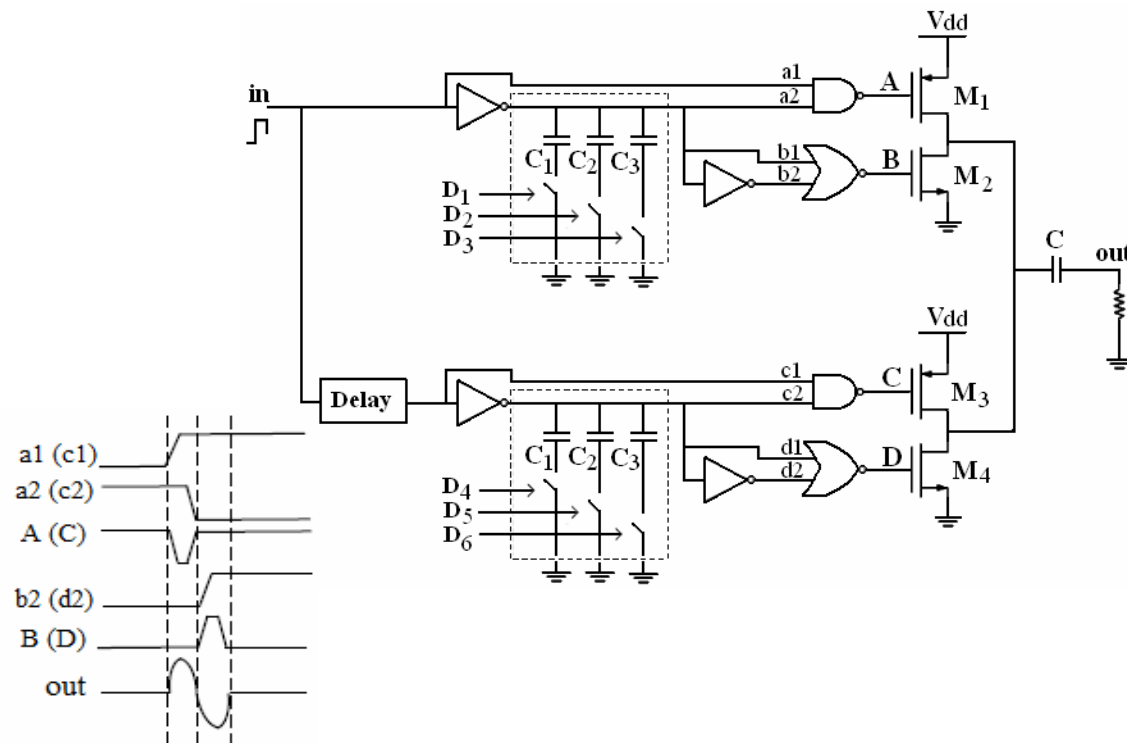 Vdd
in
a1
a2
A
M1
C1 C2 C3
b1
b2
B
M2
D1
D2
D3
C
out
Vdd
Delay
c1
c2
C
M3
C1 C2 C3
d1
d2
D
M4
D4
D5
D6
a1 (c1)
a2 (c2)
A (C)
b2 (d2)
B (D)
out